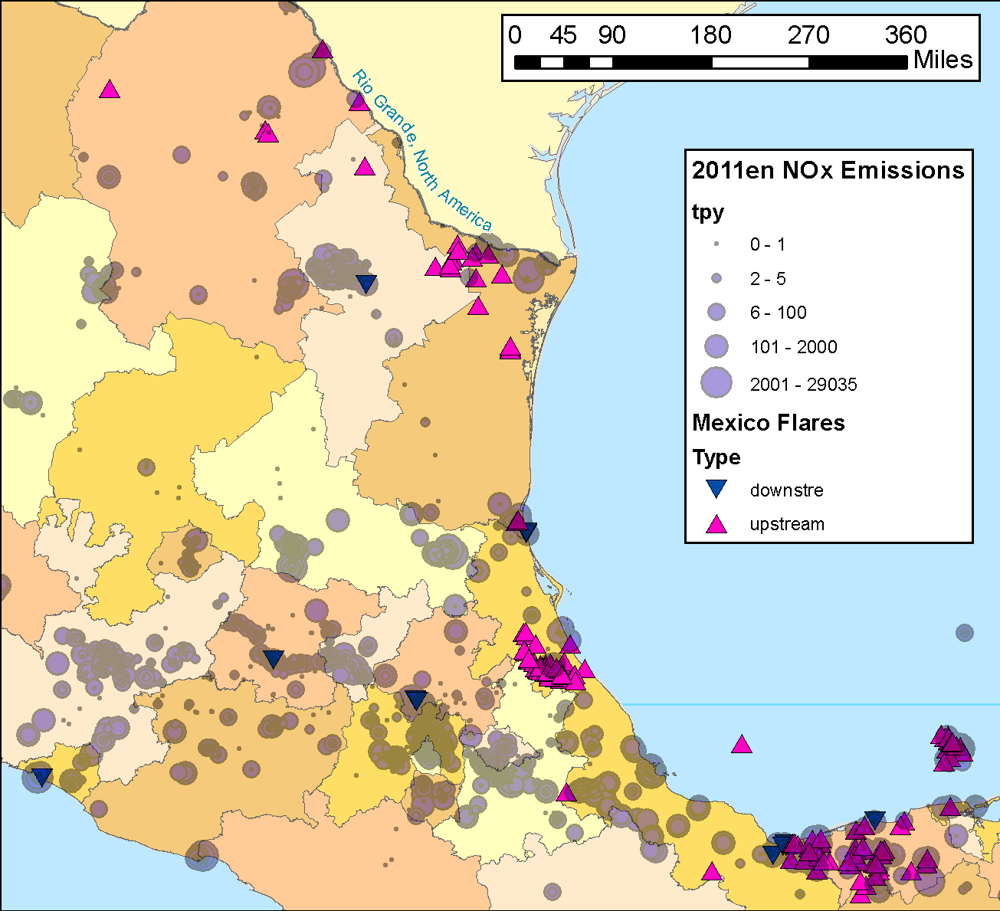 0 45 90 180 270 360
Miles
Rio Grande, North America
2011en NOx Emissions
tpy
0 - 1
2 - 5
6 - 100
101 - 2000
2001 - 29035
Mexico Flares
Type
downstre
upstream